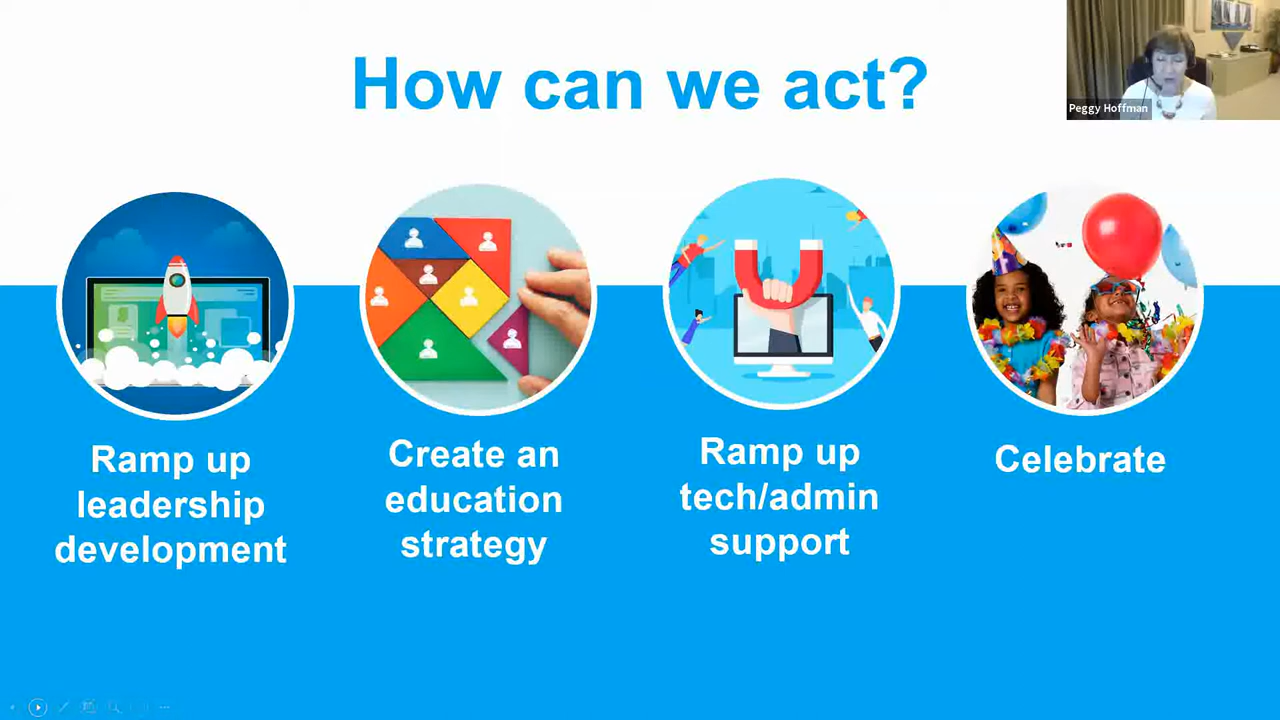 How can we act?
Peggy Hoffman
Ramp up
leadership
development
Create an
education
strategy
Ramp up
tech/admin
support
Celebrate